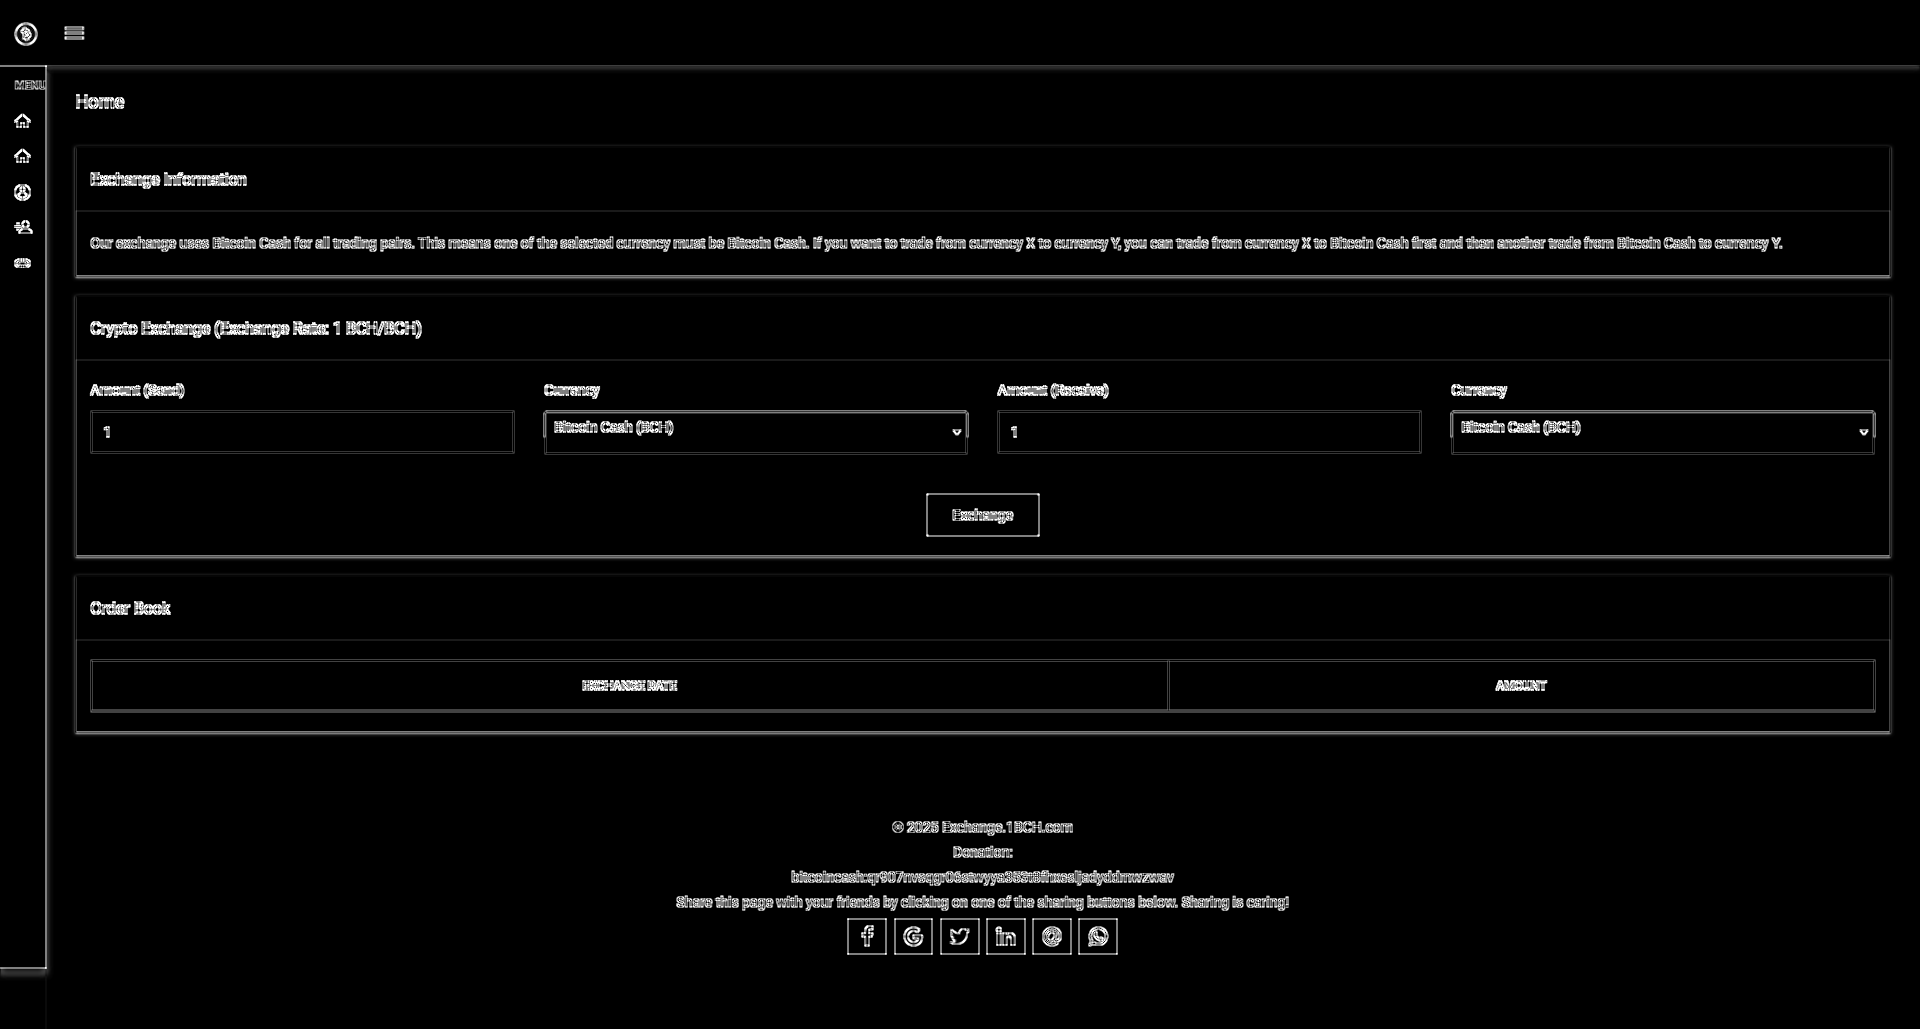 MENU
Home
Exchange Information
Our exchange uses Bitcoin Cash for all trading pairs. This means one of the selected currency must be Bitcoin Cash. If you want to trade from currency X to currency Y, you can trade from currency X to Bitcoin Cash first and then another trade from Bitcoin Cash to currency Y.
Crypto Exchange (Exchange Rate: 1 BCH/BCH)
Amount (Send) Currency Amount (Receive) Currency
1 Bitcoin Cash (BCH) 1 Bitcoin Cash (BCH)
Exchange
Order Book
EXCHANGE RATE AMOUNT
© 2025 Exchange.1BCH.com
Donation:
Share this page with your friends by clicking on one of the sharing buttons below. Sharing is caring!